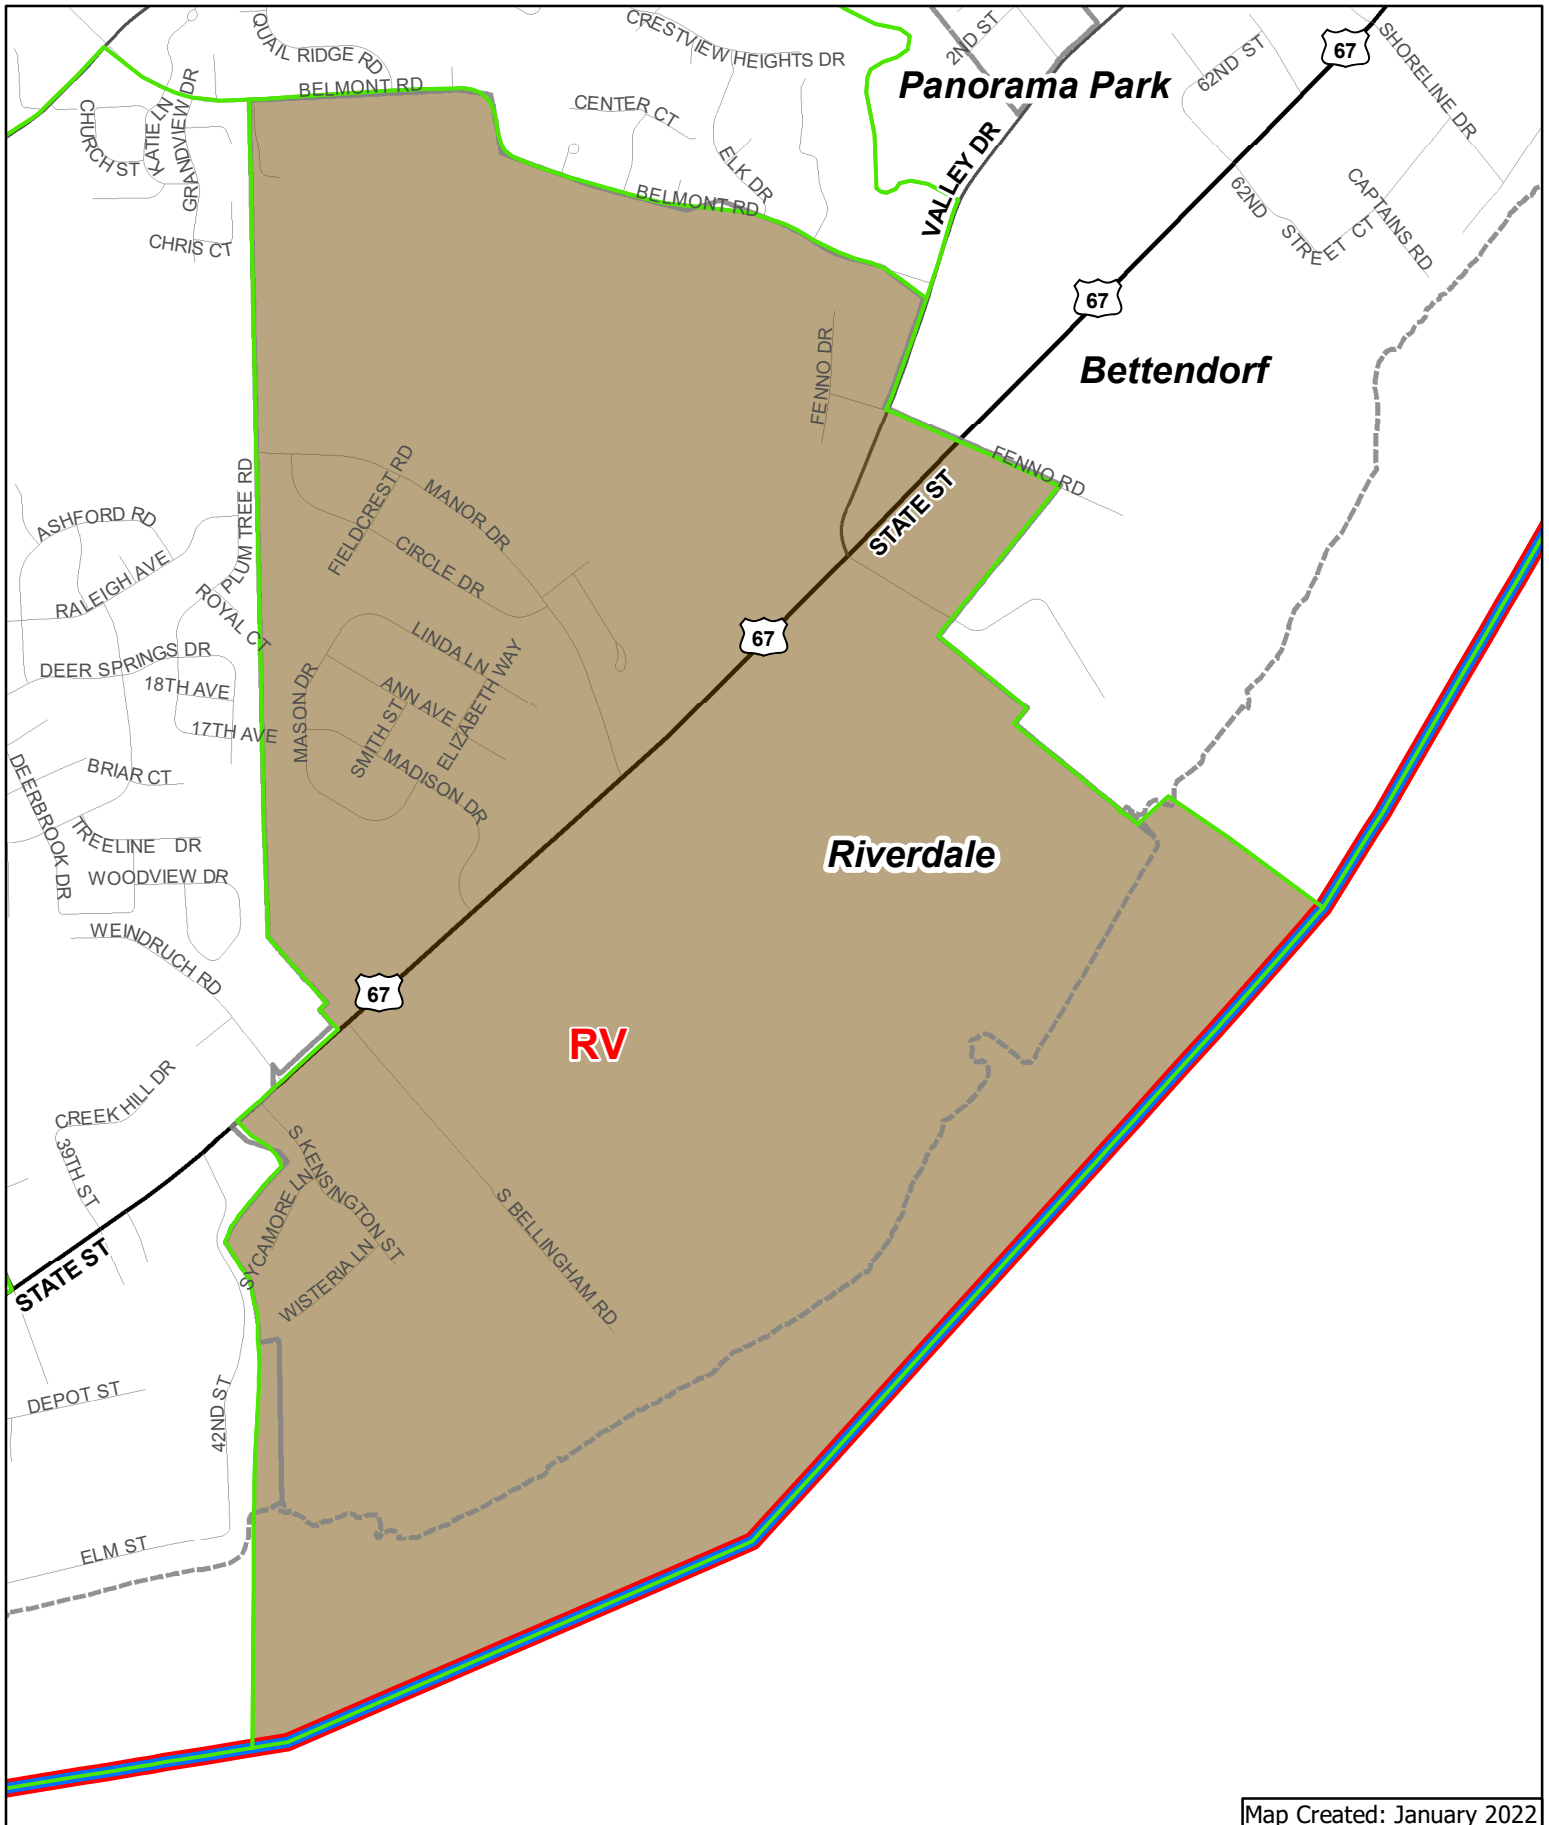 QUAIL RIDGE RD
CRESTVIEW HEIGHTS DR
2ND ST
67
SHORELINE DR
62ND ST
Panorama Park
BELMONT RD
CENTER CT
CHURCH ST
KATIE LN
GRANDVIEW DR
ELK DR
VALLEY DR
BELMONT RD
62ND STREET CT
CAPTAINS RD
CHRIS CT
67
FENNO DR
Bettendorf
FENNO RD
PLUM TREE RD
FIELDCREST RD
MANOR DR
STATE ST
ASHFORD RD
CIRCLE DR
RALEIGH AVE
ROYAL CT
67
LINDA LN
DEER SPRINGS DR
18TH AVE
MASON DR
ANN AVE
ELIZABETH WAY
17TH AVE
SMITH ST
MADISON DR
BRIAR CT
DEERBROOK DR
TREELINE DR
Riverdale
WOODVIEW DR
WEINDRUCH RD
67
RV
CREEK HILL DR
39TH ST
S KENSINGTON ST
SYCAMORE LN
S BELLINGHAM RD
WISTERIA LN
STATE ST
DEPOT ST
42ND ST
ELM ST
Map Created: January 2022